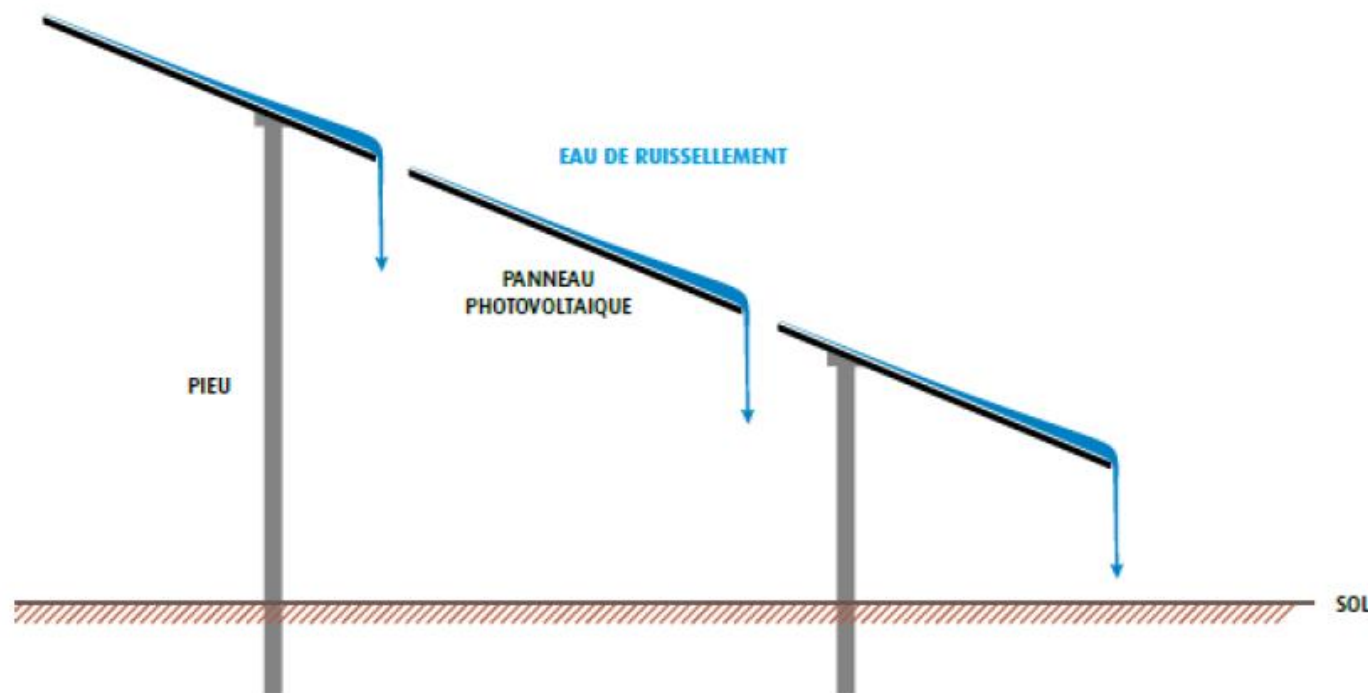 EAU DE RUISSELLEMENT
PANNEAU
PHOTOVOLTAIQUE
PIEU
SOL